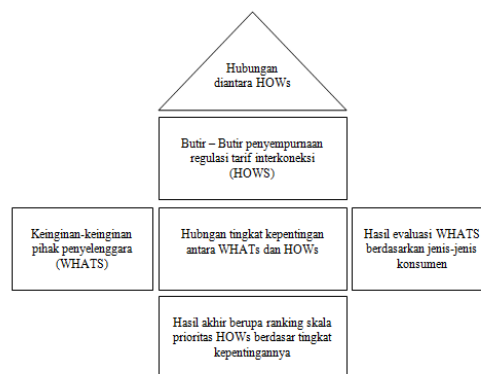 Hubungan
diantara HOWs
Butir – Butir penyempurnaan
regulasi tarif interkoneksi
(HOWS)
Keinginan-keinginan
pihak penyelenggara
(WHATS)
Hubngan tingkat kepentingan
antara WHATs dan HOWs
Hasil evaluasi WHATS
berdasarkan jenis-jenis
konsumen
Hasil akhir berupa ranking skala
prioritas HOWs berdasar tingkat
kepentingannya